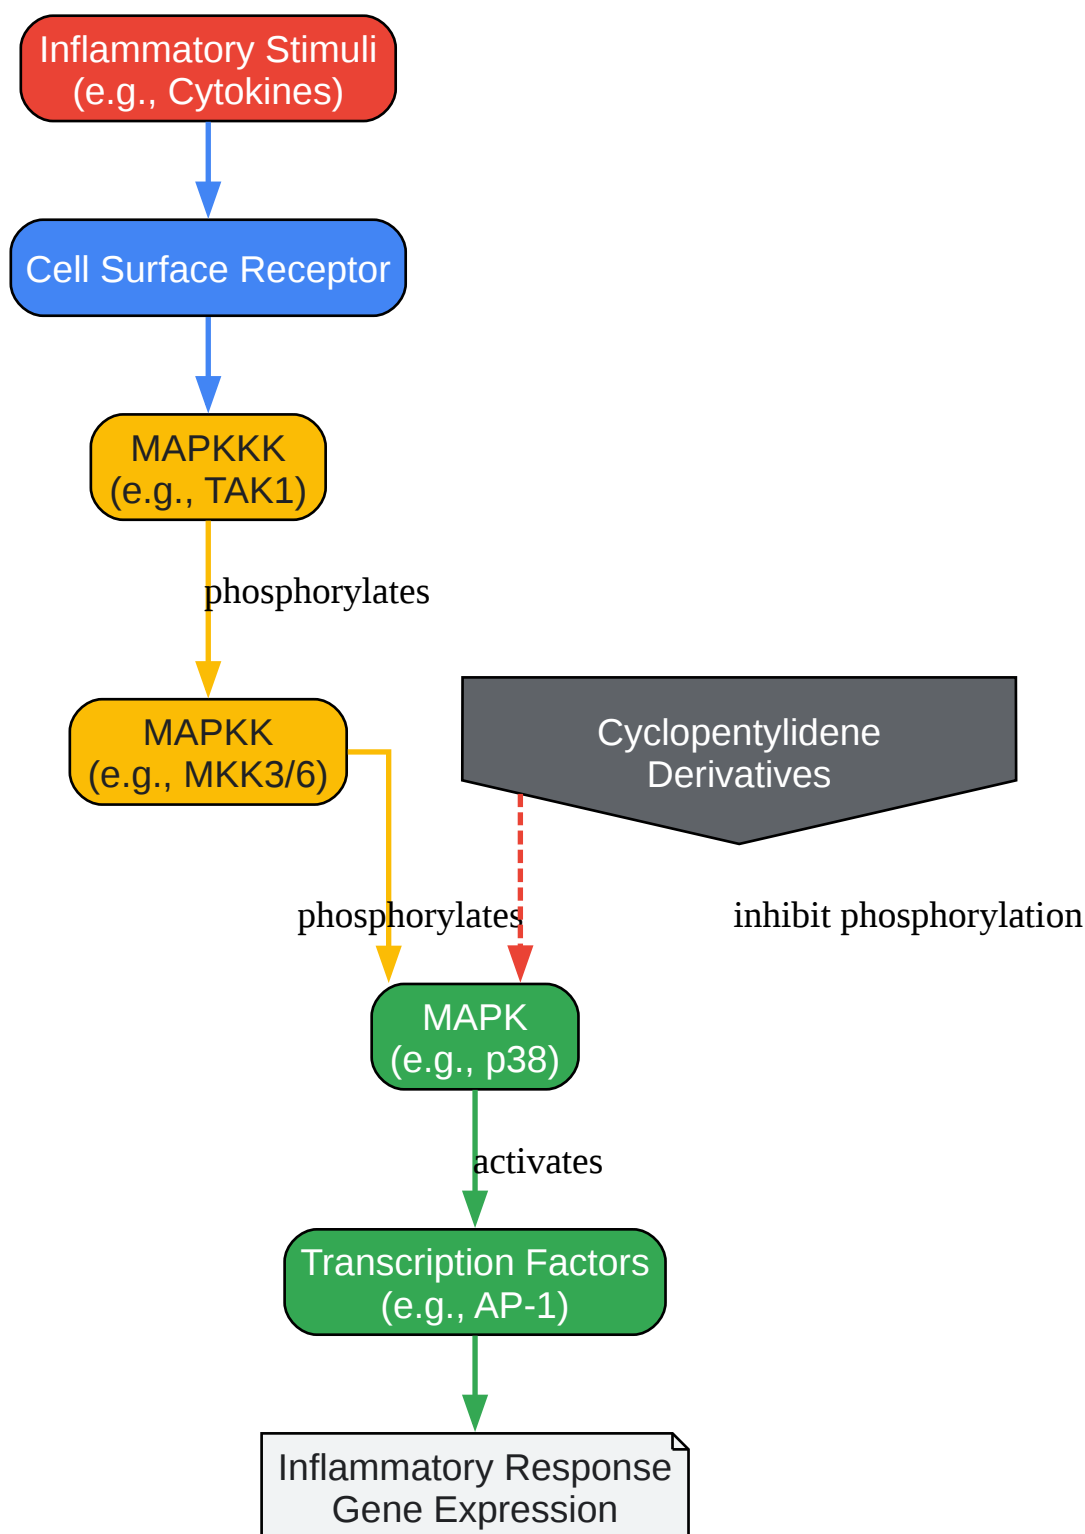 Inflammatory Stimuli
(e.g., Cytokines)
Cell Surface Receptor
MAPKKK
(e.g., TAK1)
phosphorylates
MAPKK
(e.g., MKK3/6)
Cyclopentylidene
Derivatives
phosphorylates
inhibit phosphorylation
MAPK
(e.g., p38)
activates
Transcription Factors
(e.g., AP-1)
Inflammatory Response
Gene Expression